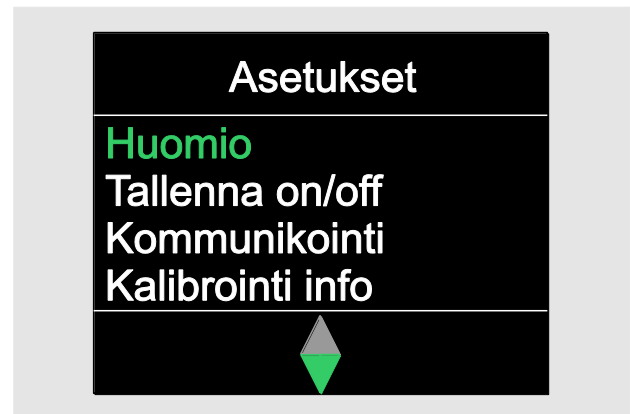 Asetukset
Huomio
Tallenna on/off
Kommunikointi
Kalibrointi info